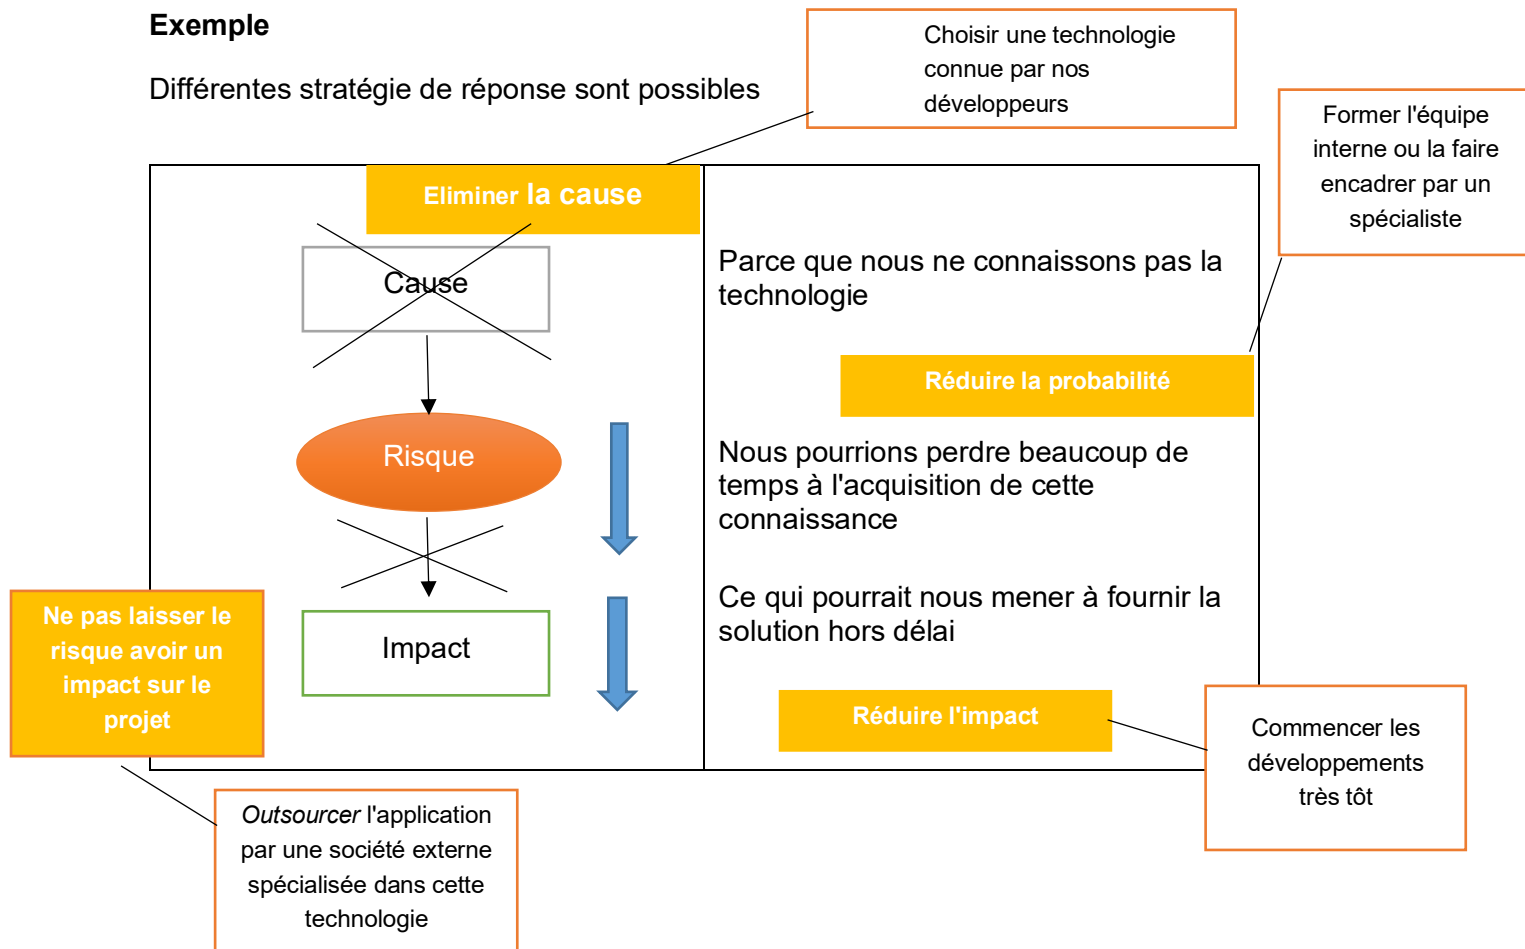 Exemple
Différentes stratégie de réponse sont possibles
Choisir une technologie
connue par nos
développeurs
Former l'équipe
interne ou la faire
encadrer par un
spécialiste
Eliminer la cause
Cause
Parce que nous ne connaissons pas la
technologie
Réduire la probabilité
Risque
Nous pourrions perdre beaucoup de
temps à l'acquisition de cette
connaissance
Ne pas laisser le
risque avoir un
impact sur le
projet
Impact
Ce qui pourrait nous mener à fournir la
solution hors délai
Réduire l'impact
Commencer les
développements
très tôt
Outsourcer l'application
par une société externe
spécialisée dans cette
technologie